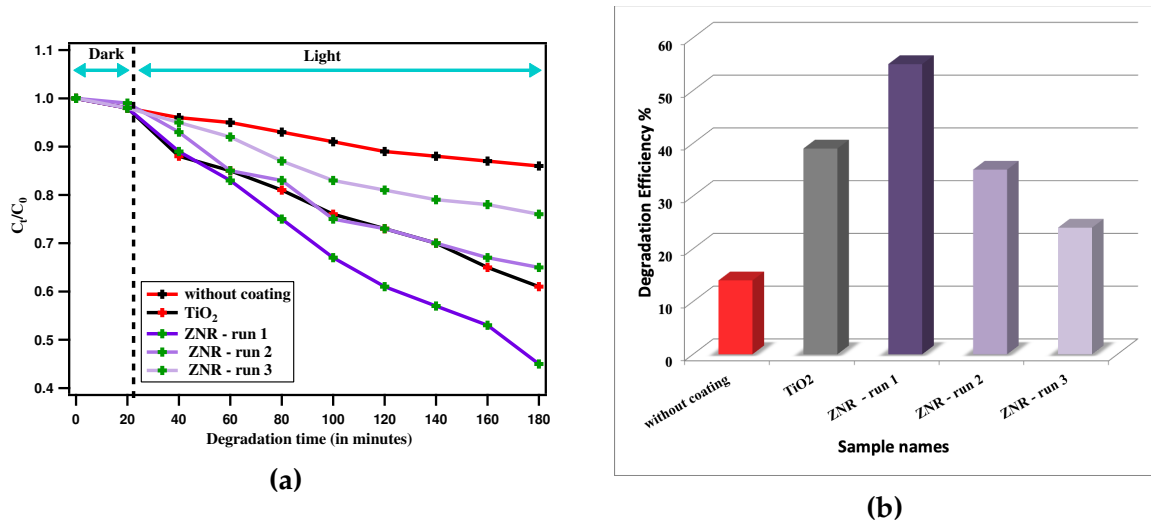 1.1
1.0
0.9
0.8
0.7
0.6
0.5
0.4
Cₜ/C₀
Dark
Light
without coating
TiO₂
ZNR - run 1
ZNR - run 2
ZNR - run 3
0 20 40 60 80 100 120 140 160 180
Degradation time (in minutes)
(a)
60
50
40
30
20
10
0
Degradation Efficiency %
without coating
TiO2
ZNR - run 1
ZNR - run 2
ZNR - run 3
Sample names
(b)